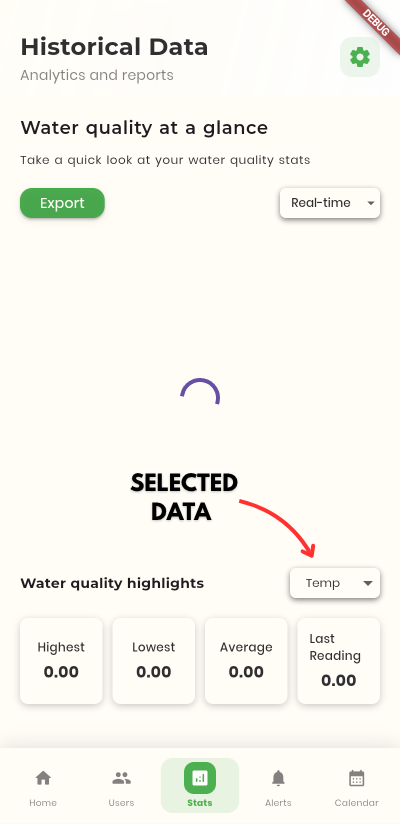 DEBUG
Historical Data
Analytics and reports
Water quality at a glance
Take a quick look at your water quality stats
Export
Real-time
SELECTED
DATA
Water quality highlights
Temp
Highest
0.00
Lowest
0.00
Average
0.00
Last
Reading
0.00
Home
Users
Stats
Alerts
Calendar